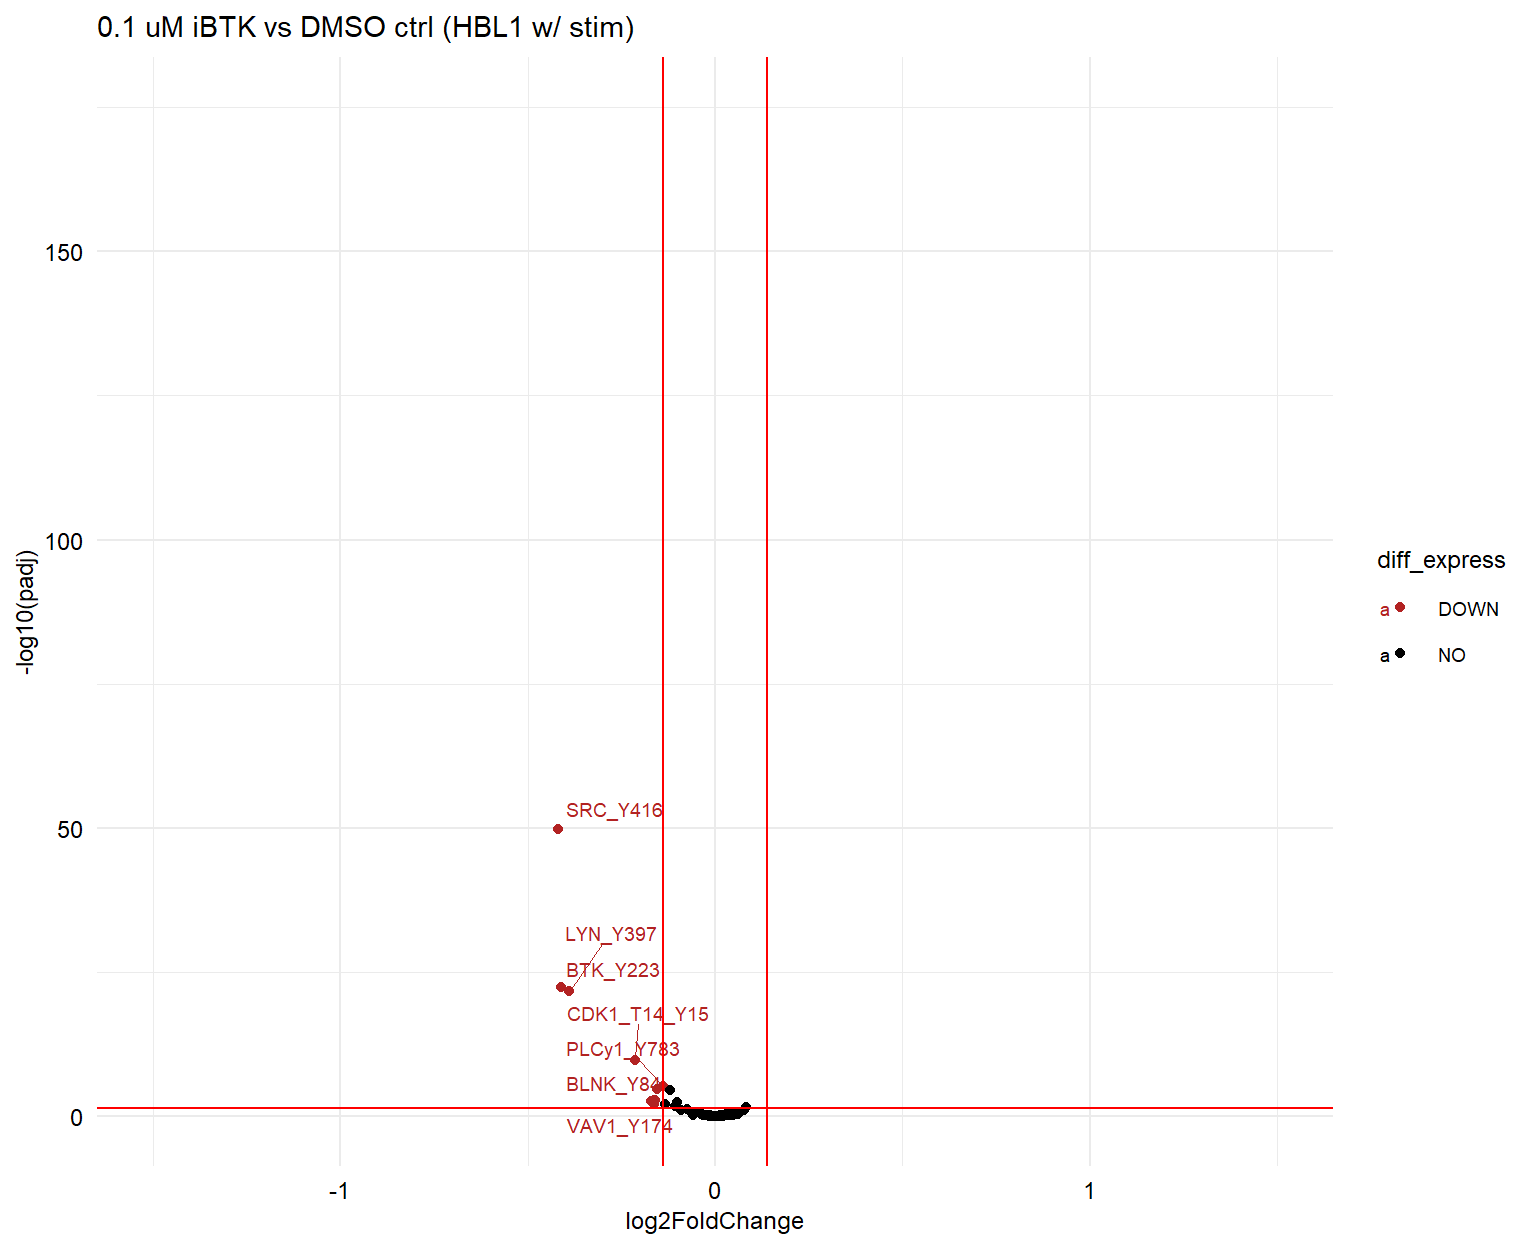 0.1 uM iBTK vs DMSO ctrl (HBL1 w/ stim)
150
100
50
0
-log10(padj)
SRC_Y416
LYN_Y397
BTK_Y223
CDK1_T14_Y15
PLCy1_Y783
BLNK_Y84
VAV1_Y174
-1
0
1
log2FoldChange
diff_express
a DOWN
a NO